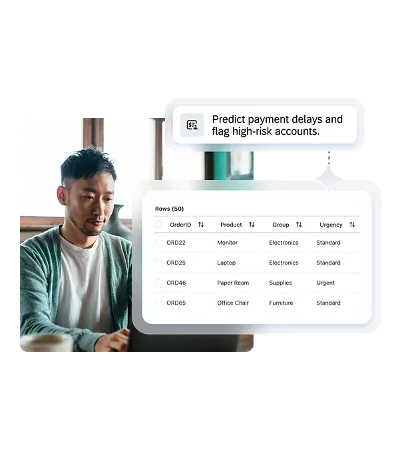 Predict payment delays and
flag high-risk accounts.
Rows (50)
OrderID Product Group Urgency
ORD22 Monitor Electronics Standard
ORD25 Laptop Electronics Standard
ORD46 Paper Ream Supplies Urgent
ORD65 Office Chair Furniture Standard